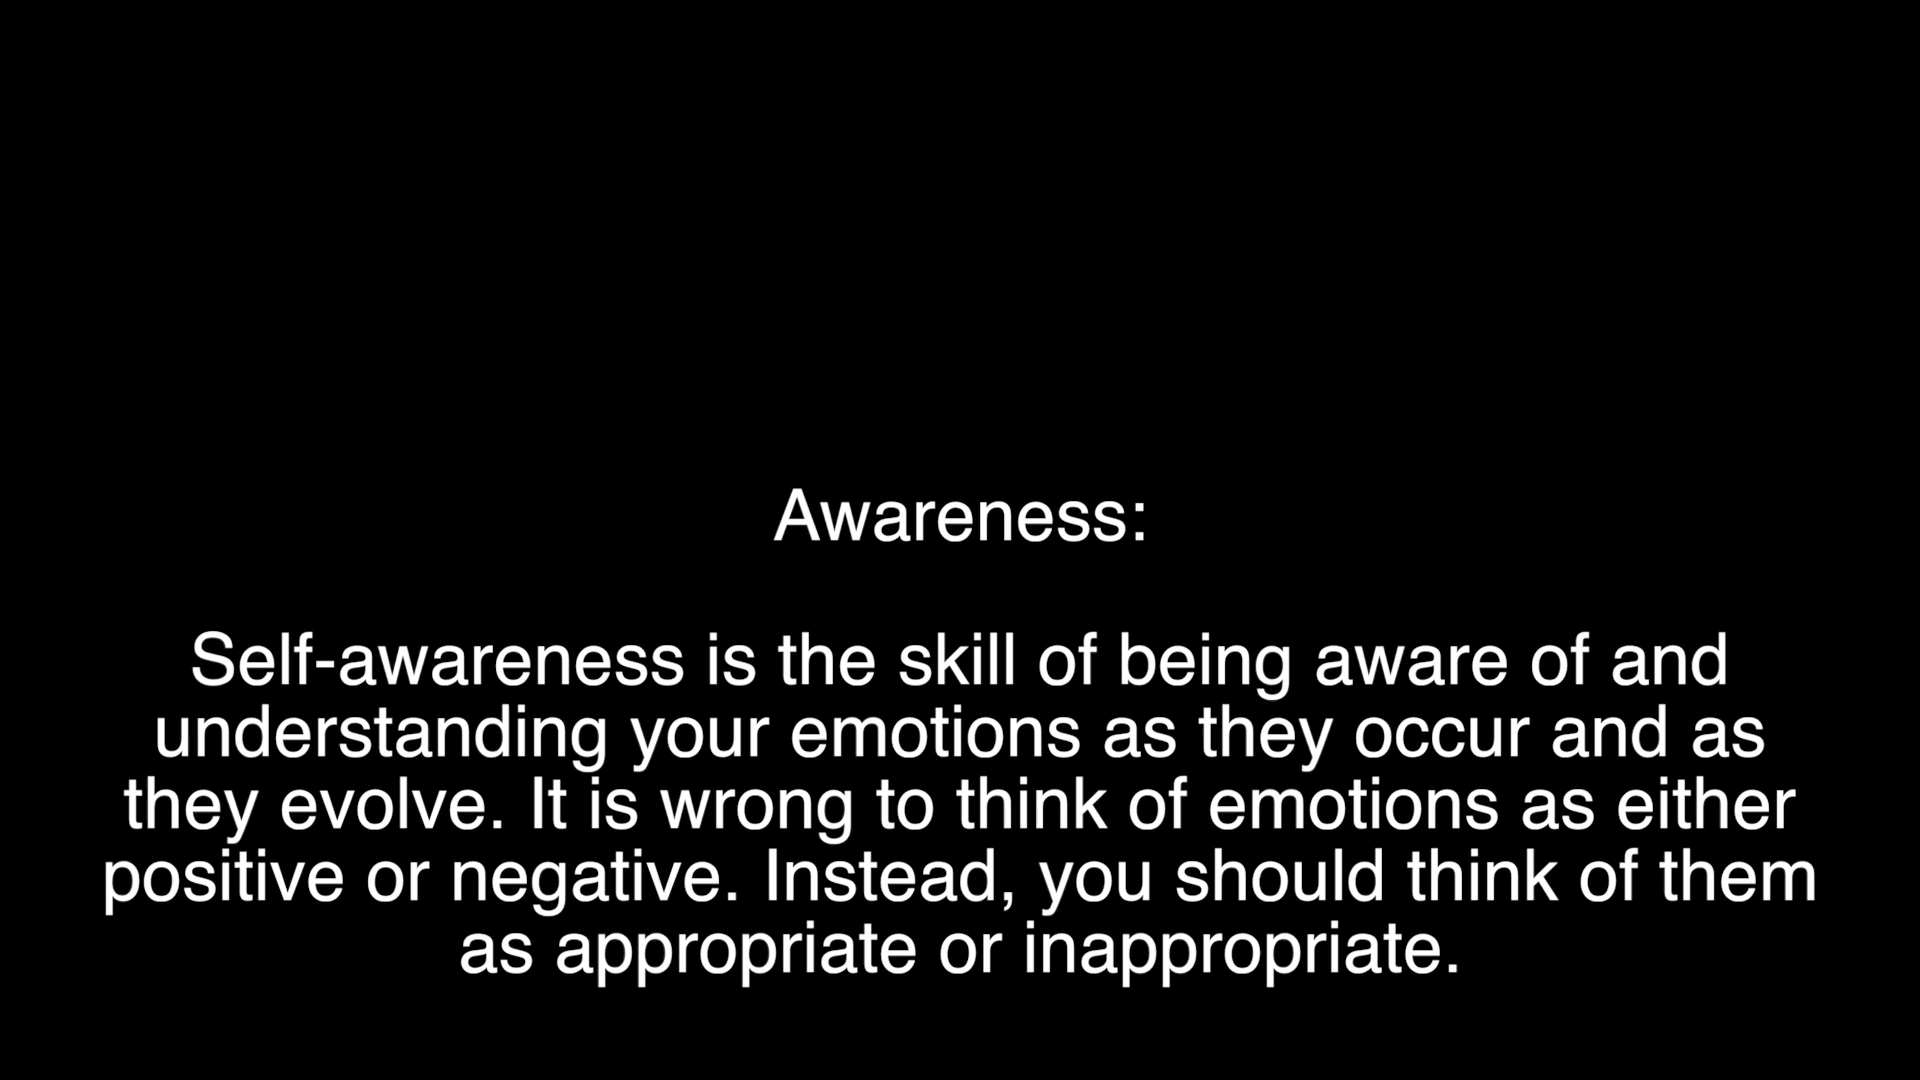 Awareness:
Self-awareness is the skill of being aware of and
understanding your emotions as they occur and as
they evolve. It is wrong to think of emotions as either
positive or negative. Instead, you should think of them
as appropriate or inappropriate.